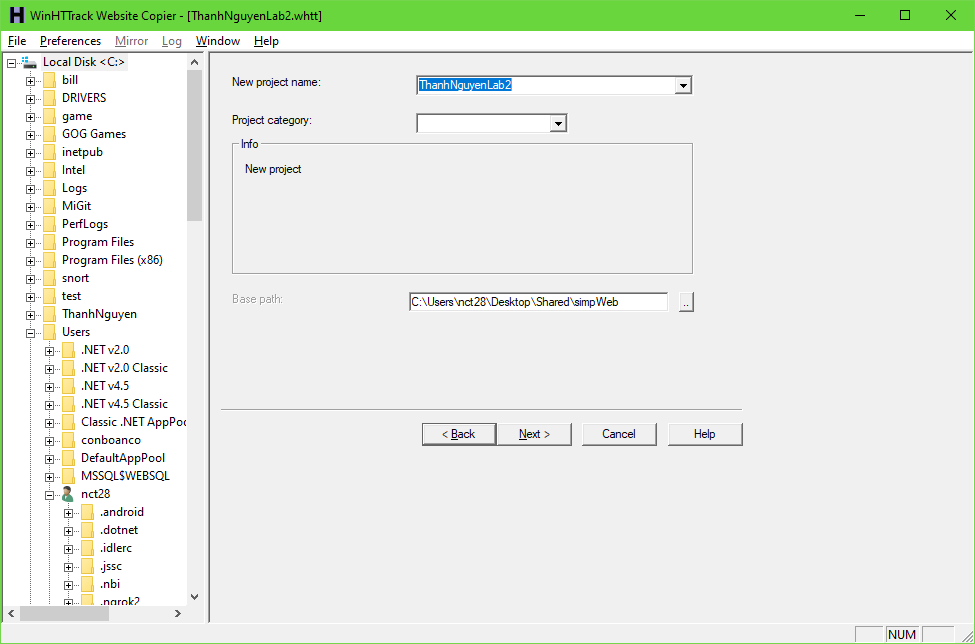 WinHTTrack Website Copier - [ThanhNguyenLab2.whtt]
File Preferences Mirror Log Window Help
Local Disk <C:>
bill
DRIVERS
game
GOG Games
inetpub
Intel
Logs
MiGit
PerfLogs
Program Files
Program Files (x86)
snort
test
ThanhNguyen
Users
.NET v2.0
.NET v2.0 Classic
.NET v4.5
.NET v4.5 Classic
Classic .NET AppPoo
conboanco
DefaultAppPool
MSSQL$WEBSQL
nct28
.android
.dotnet
.idlerc
.jssc
.nbi
.ngrok2
New project name:
ThanhNguyenLab2
Project category:
Info
New project
Base path:
C:\Users\nct28\Desktop\Shared\simpWeb
..
< Back Next > Cancel Help
NUM